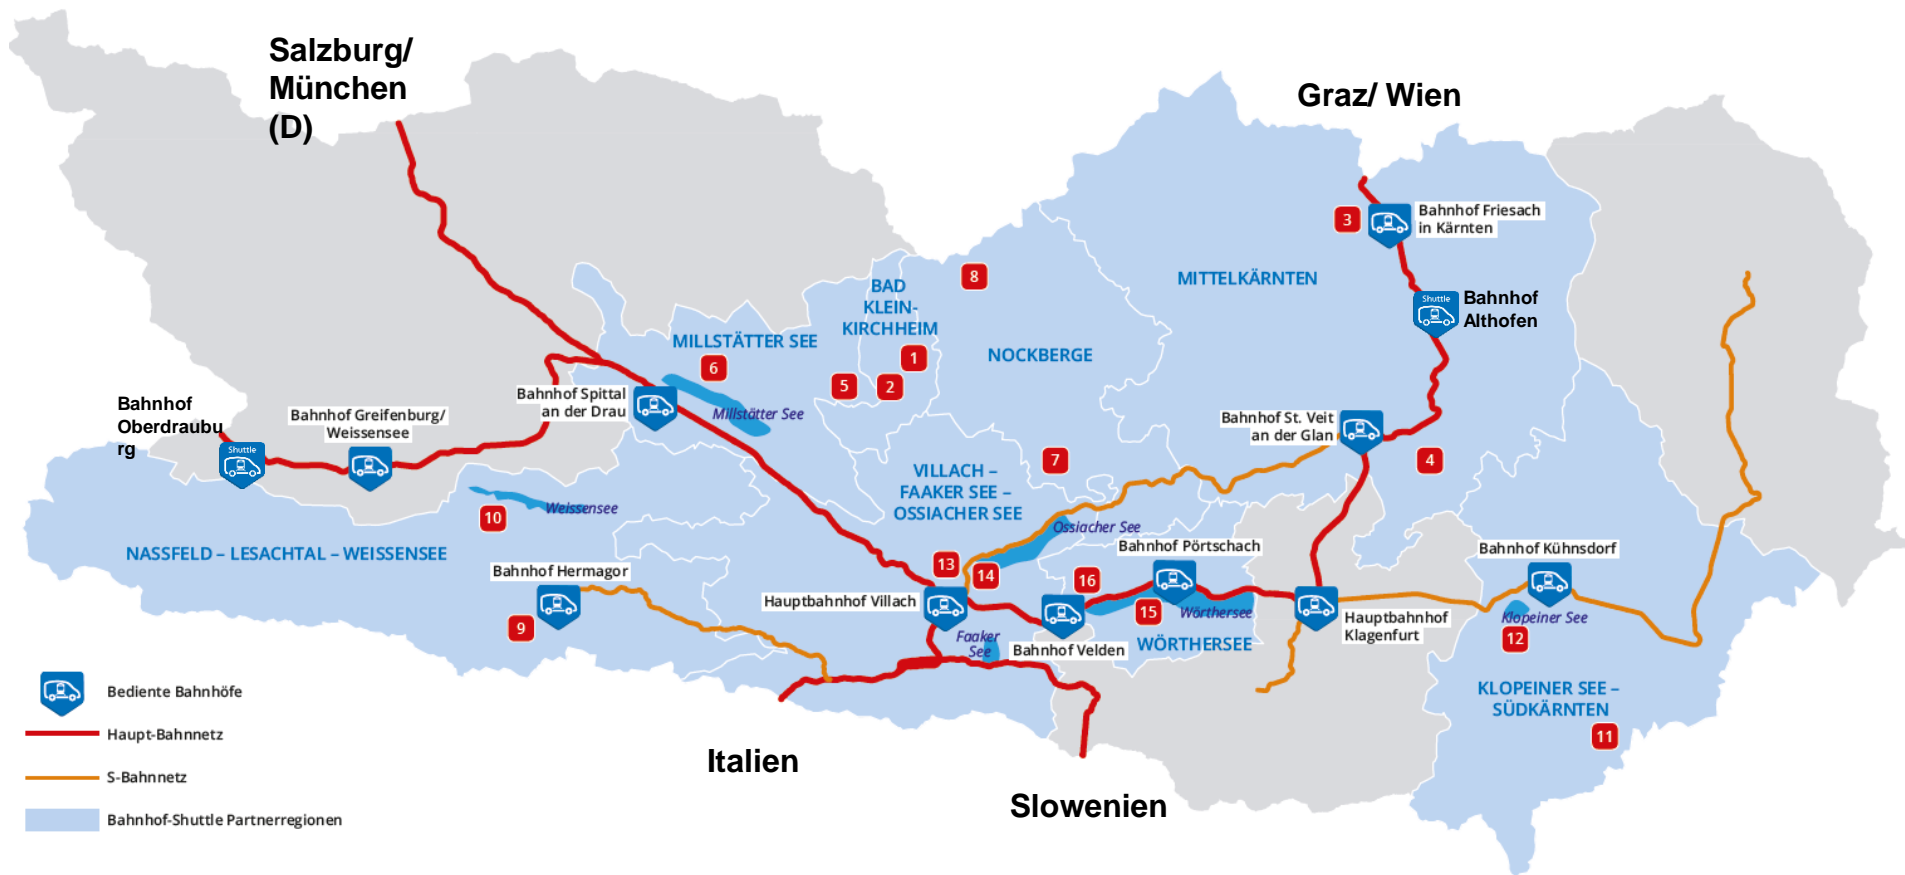 Salzburg/
München
(D)
Graz/ Wien
3
Bahnhof Friesach
in Kärnten
8
MITTELKÄRNTEN
BAD
KLEIN-
KIRCHHEIM
Shuttle
Bahnhof
Althofen
MILLSTÄTTER SEE
NOCKBERGE
1
6
5
2
Bahnhof Spittal
an der Drau
Millstätter See
Bahnhof
Oberdraubu
rg
Bahnhof Greifenburg/
Weissensee
Shuttle
Bahnhof St. Veit
an der Glan
4
7
VILLACH –
FAAKER SEE –
OSSIACHER SEE
10
Weissensee
Ossiacher See
NASSFELD – LESACHTAL – WEISSENSEE
Bahnhof Pörtschach
Bahnhof Kühnsdorf
Bahnhof Hermagor
13
14
16
Hauptbahnhof Villach
15
Wörthersee
Hauptbahnhof
Klagenfurt
Klopeiner See
9
12
Faaker
See
Bahnhof Velden
WÖRTHERSEE
KLOPEINER SEE –
SÜDKÄRNTEN
11
Bediente Bahnhöfe
Haupt-Bahnnetz
S-Bahnnetz
Bahnhof-Shuttle Partnerregionen
Italien
Slowenien